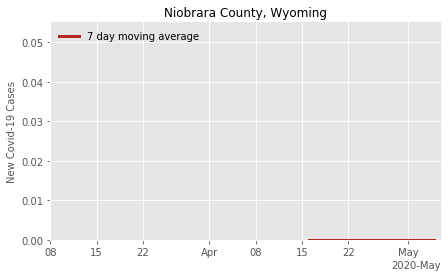 Niobrara County, Wyoming
7 day moving average
New Covid-19 Cases
0.05
0.04
0.03
0.02
0.01
0.00
08 15 22 Apr 08 15 22 May
2020-May